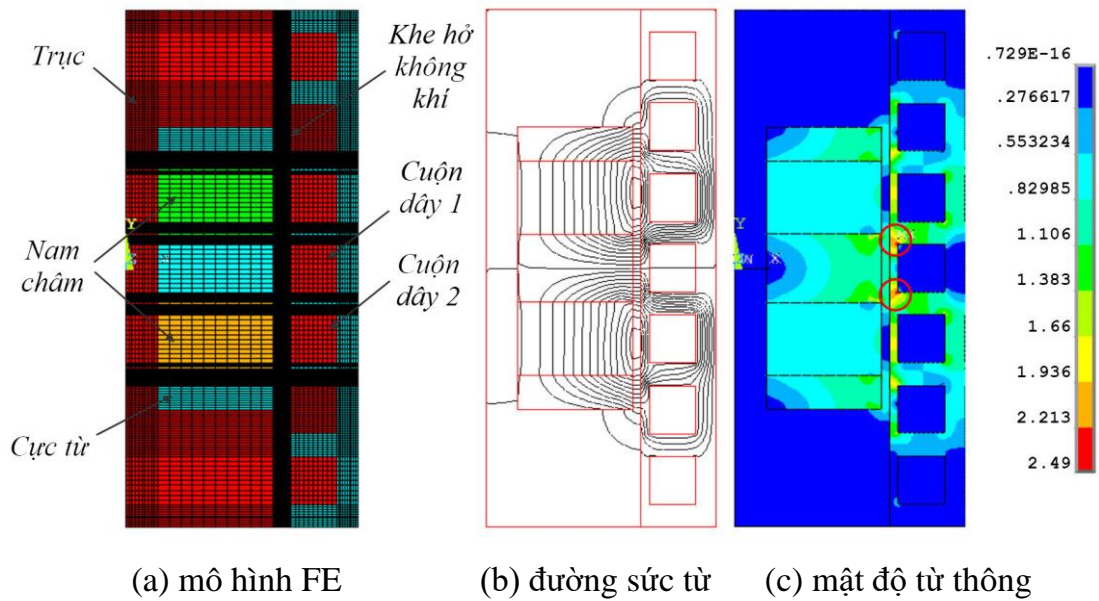 Trục
Khe hở
không
khí
Cuộn
dây 1
Nam
châm
Cuộn
dây 2
Cực từ
Y
X
Y
N
X
.729E-16
.276617
.553234
.82985
1.106
1.383
1.66
1.936
2.213
2.49
(a) mô hình FE
(b) đường sức từ
(c) mật độ từ thông